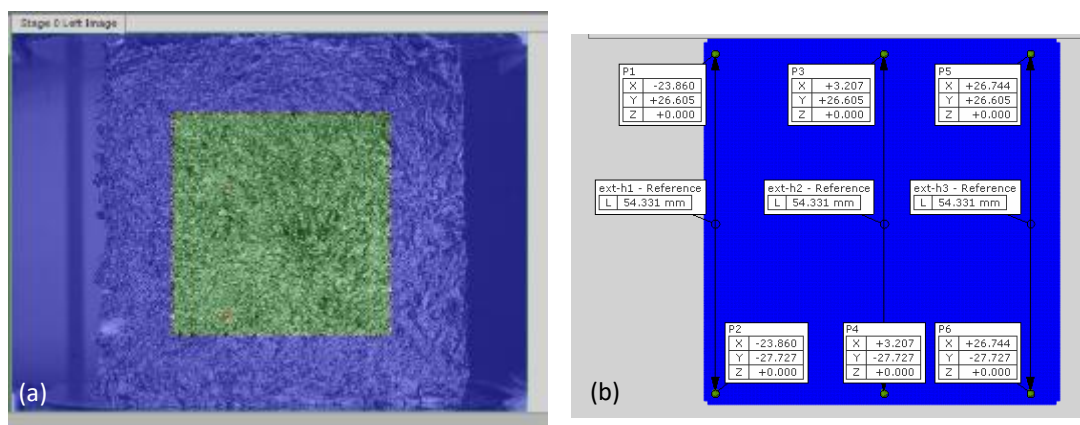 Stage 0 Left Image
(a)
P1
X -23.860
Y +26.605
Z +0.000
P3
X +3.207
Y +26.605
Z +0.000
P5
X +26.744
Y +26.605
Z +0.000
ext-h1 - Reference
L 54.331 mm
ext-h2 - Reference
L 54.331 mm
ext-h3 - Reference
L 54.331 mm
P2
X -23.860
Y -27.727
Z +0.000
P4
X +3.207
Y -27.727
Z +0.000
P6
X +26.744
Y -27.727
Z +0.000
(b)